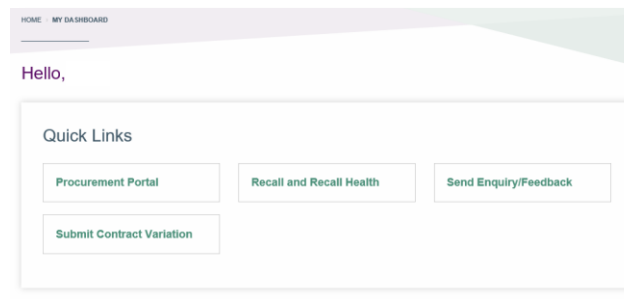 HOME > MY DASHBOARD
Hello,
Quick Links
Procurement Portal
Recall and Recall Health
Send Enquiry/Feedback
Submit Contract Variation